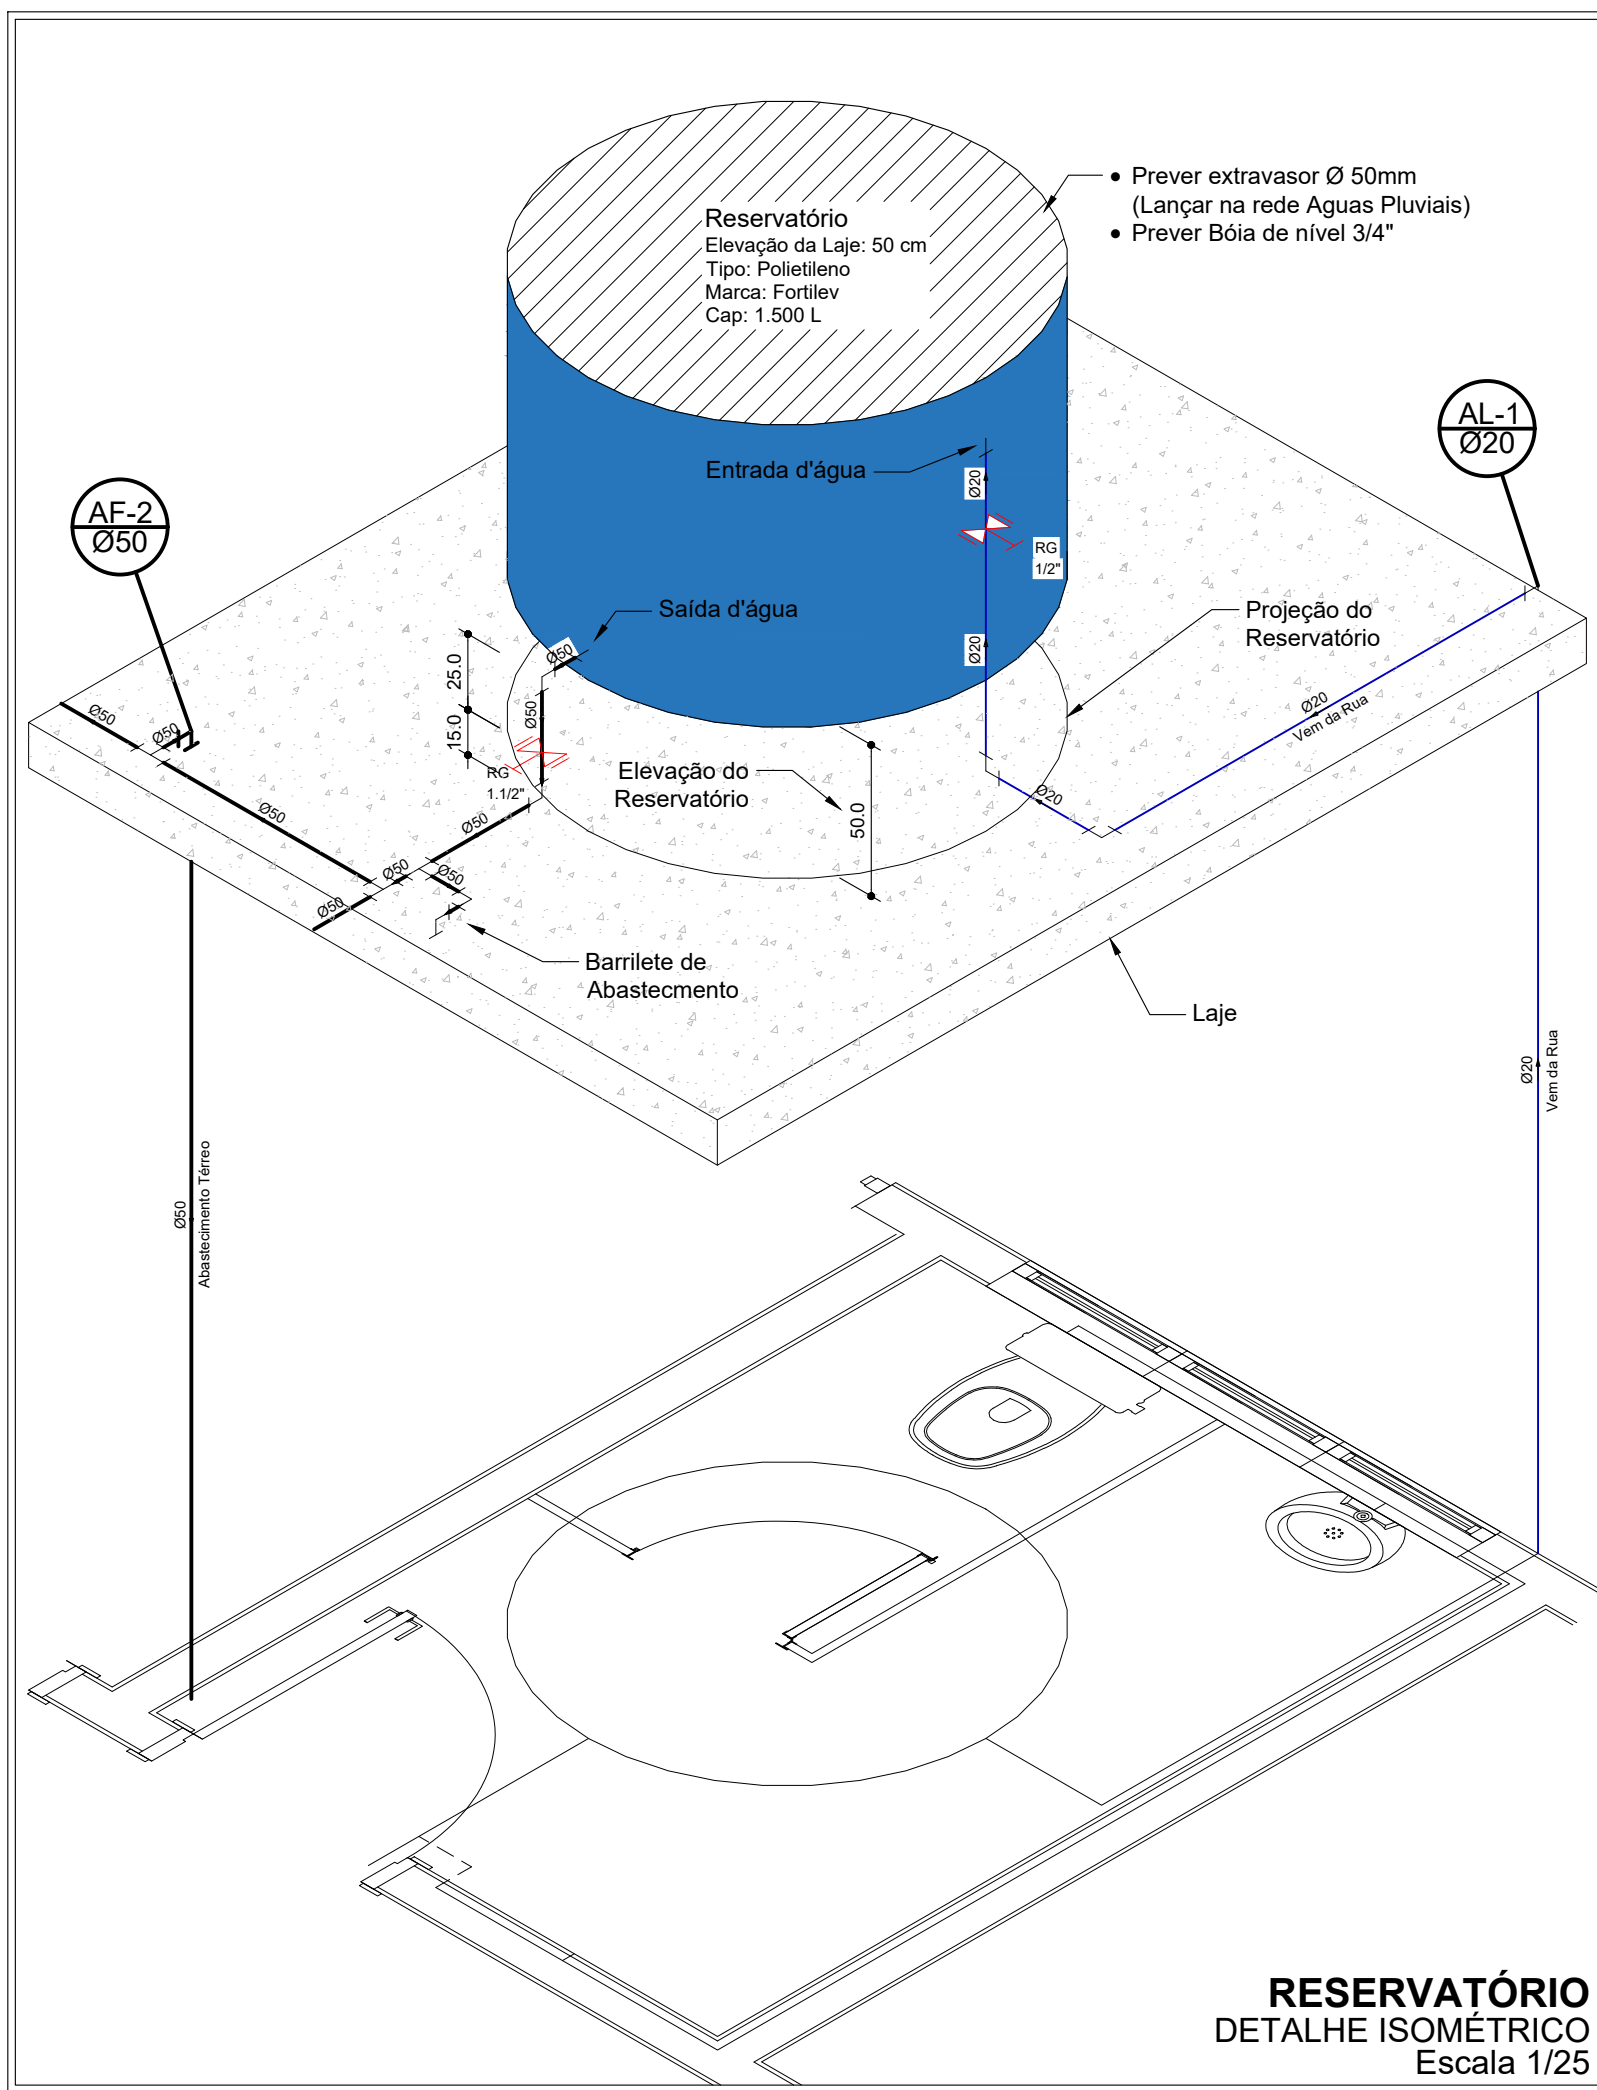 Reservatório
Elevação da Laje: 50 cm
Tipo: Polietileno
Marca: Fortilev
Cap: 1.500 L
• Prever extravasor Ø 50mm
(Lançar na rede Aguas Pluviais)
• Prever Bóia de nível 3/4"
AL-1
Ø20
AF-2
Ø50
Entrada d'água
Ø20
RG
1/2"
Ø20
Saída d'água
Projeção do
Reservatório
Ø50
25.0
15.0
Ø50
RG
1.1/2"
Ø50
Ø50
Ø50
Ø50
Ø50
Ø50
Ø50
Elevação do
Reservatório
50.0
Ø20
Ø20
Vem da Rua
Barrilete de
Abastecmento
Laje
Ø20
Vem da Rua
Ø50
Abastecimento Térreo
RESERVATÓRIO
DETALHE ISOMÉTRICO
Escala 1/25